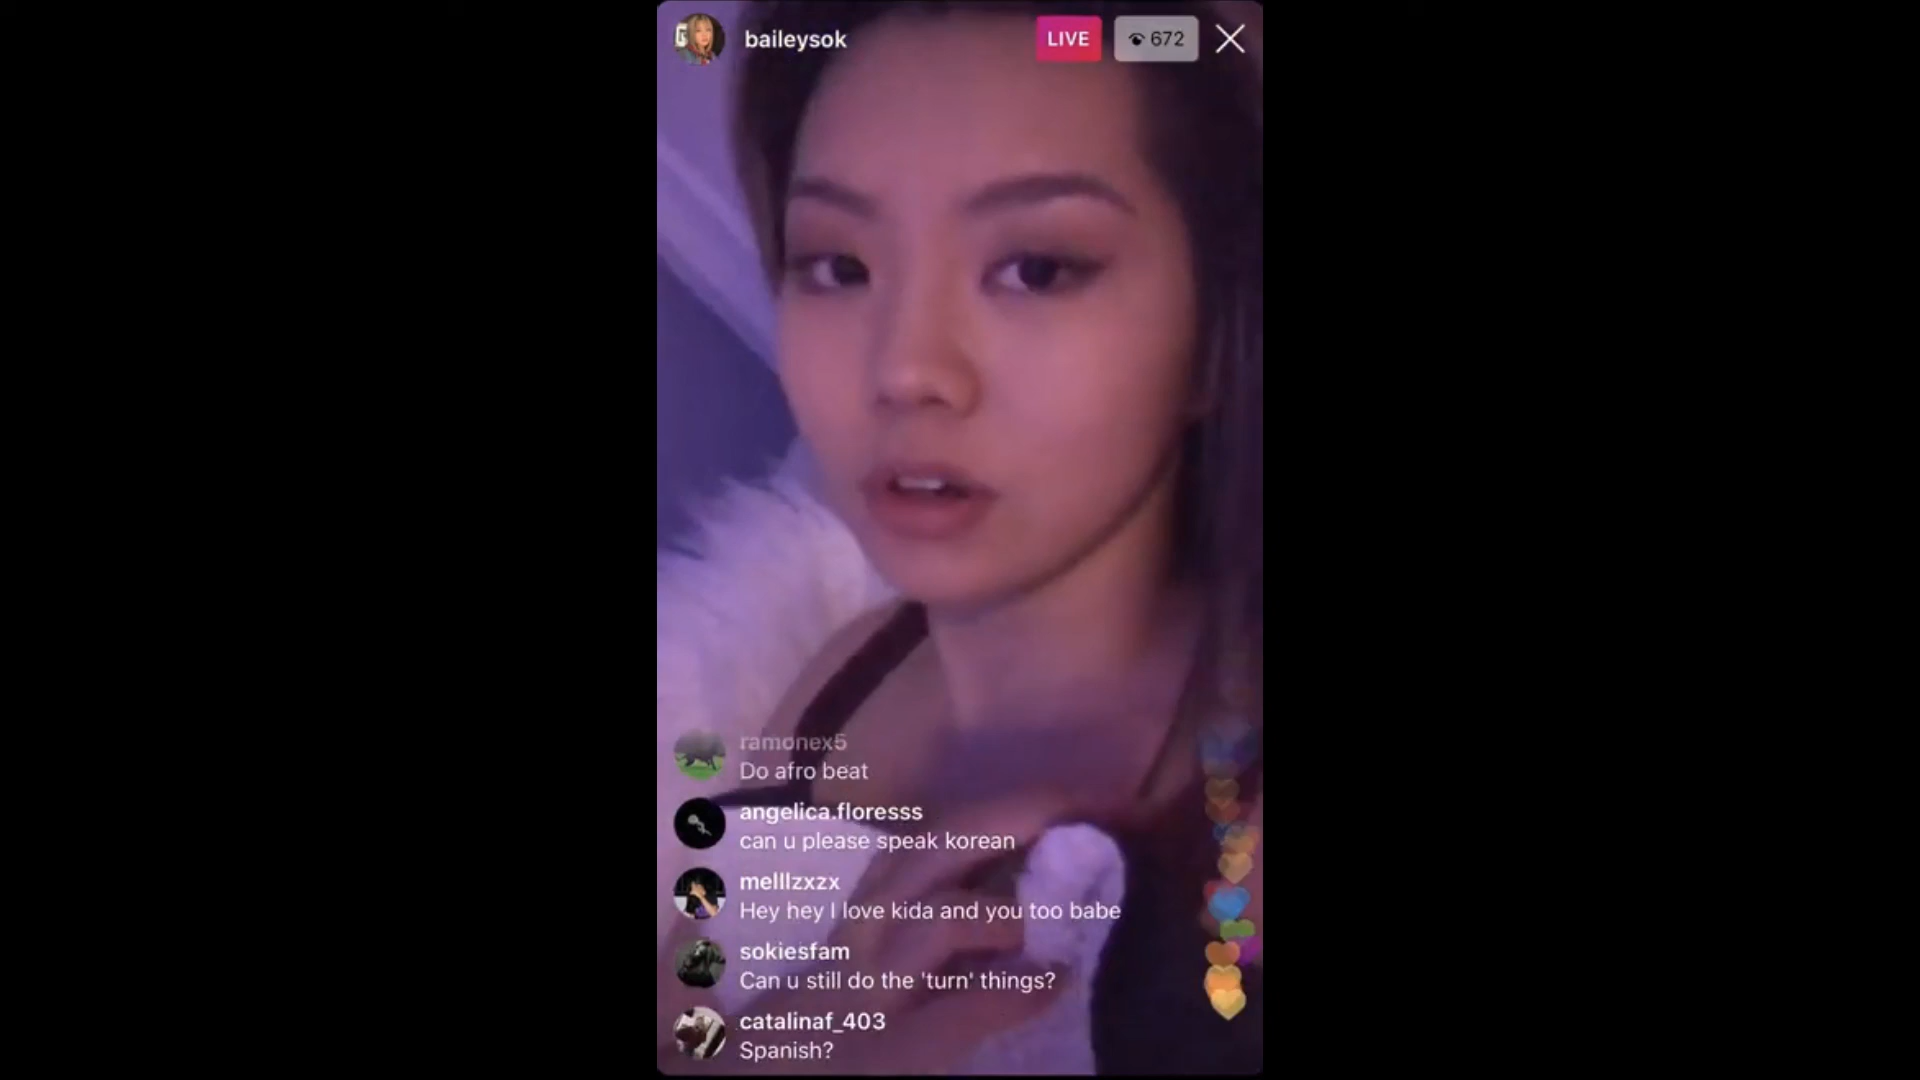 baileysok
LIVE
672
ramonex5
Do afro beat
angelica.floresss
can u please speak korean
melllzxzx
Hey hey I love kida and you too babe
sokiesfam
Can u still do the 'turn' things?
catalinaf_403
Spanish?